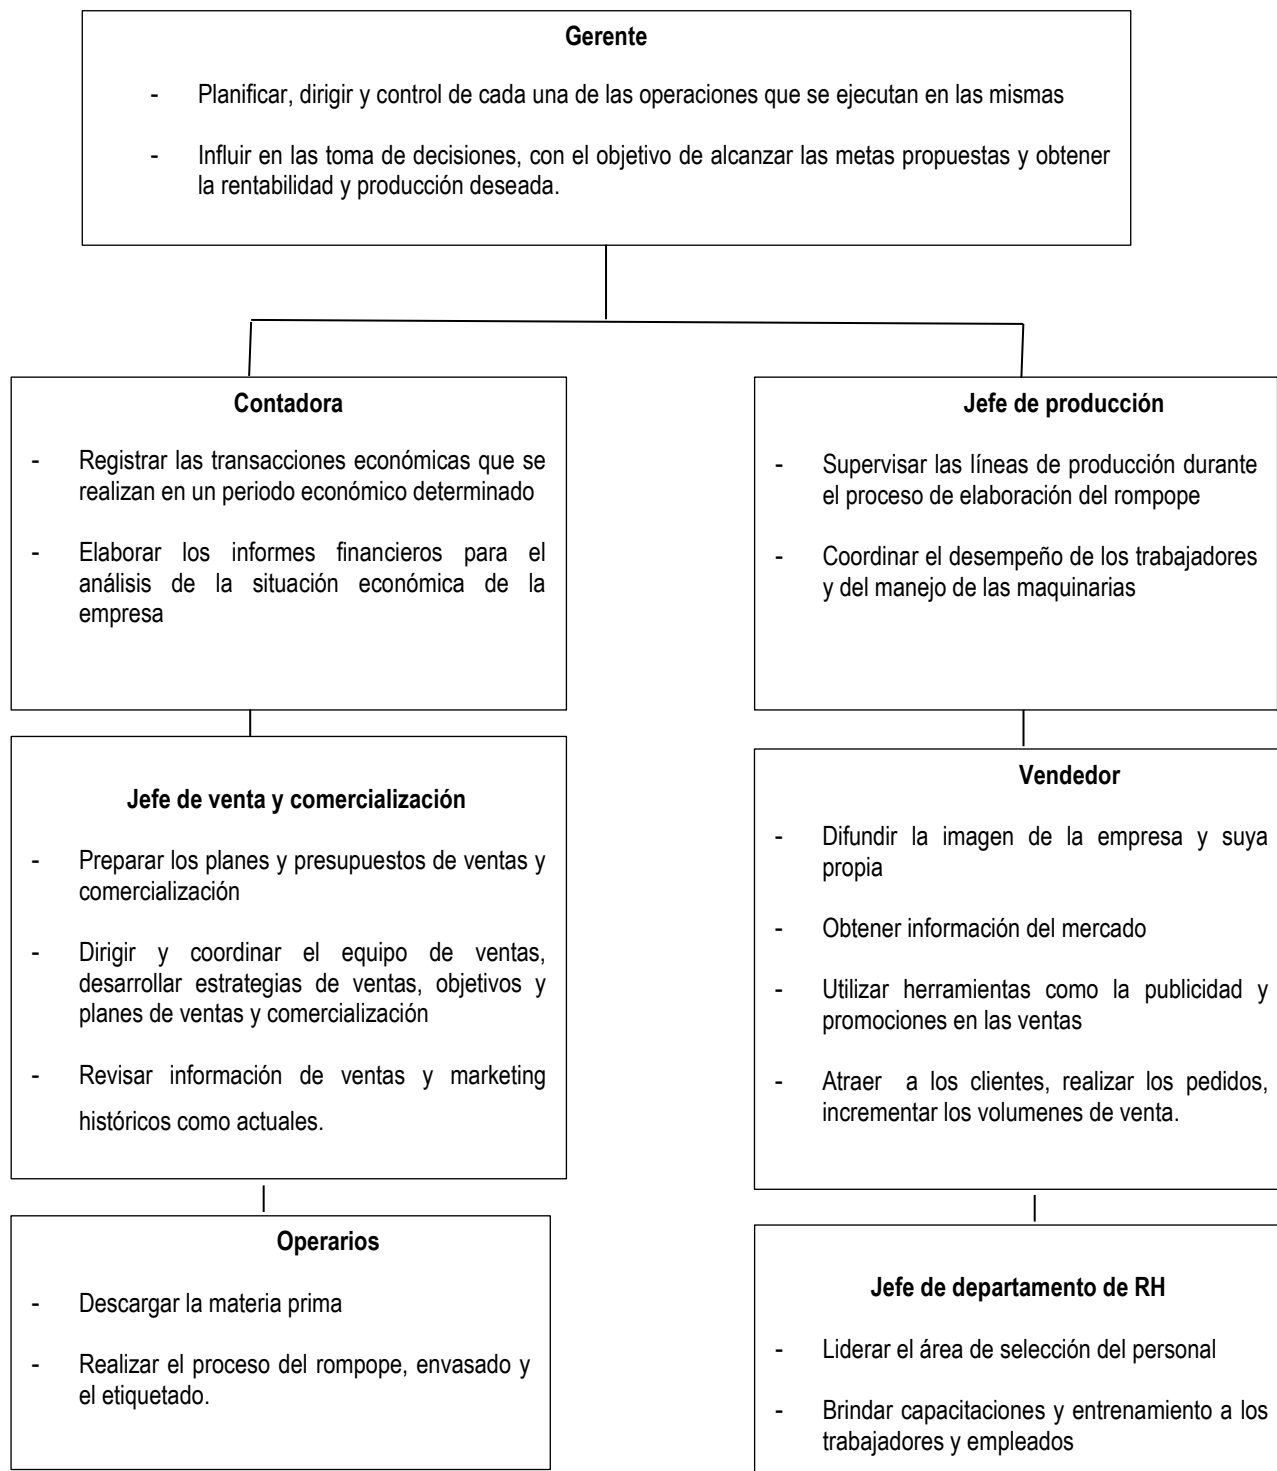 Gerente
- Planificar, dirigir y control de cada una de las operaciones que se ejecutan en las mismas
- Influir en las toma de decisiones, con el objetivo de alcanzar las metas propuestas y obtener
la rentabilidad y producción deseada.
Contadora
- Registrar las transacciones económicas que se
realizan en un periodo económico determinado
- Elaborar los informes financieros para el
análisis de la situación económica de la
empresa
Jefe de producción
- Supervisar las líneas de producción durante
el proceso de elaboración del rompope
- Coordinar el desempeño de los trabajadores
y del manejo de las maquinarias
Jefe de venta y comercialización
- Preparar los planes y presupuestos de ventas y
comercialización
- Dirigir y coordinar el equipo de ventas,
desarrollar estrategias de ventas, objetivos y
planes de ventas y comercialización
- Revisar información de ventas y marketing
históricos como actuales.
Vendedor
- Difundir la imagen de la empresa y suya
propia
- Obtener información del mercado
- Utilizar herramientas como la publicidad y
promociones en las ventas
- Atraer a los clientes, realizar los pedidos,
incrementar los volumenes de venta.
Operarios
- Descargar la materia prima
- Realizar el proceso del rompope, envasado y
el etiquetado.
Jefe de departamento de RH
- Liderar el área de selección del personal
- Brindar capacitaciones y entrenamiento a los
trabajadores y empleados